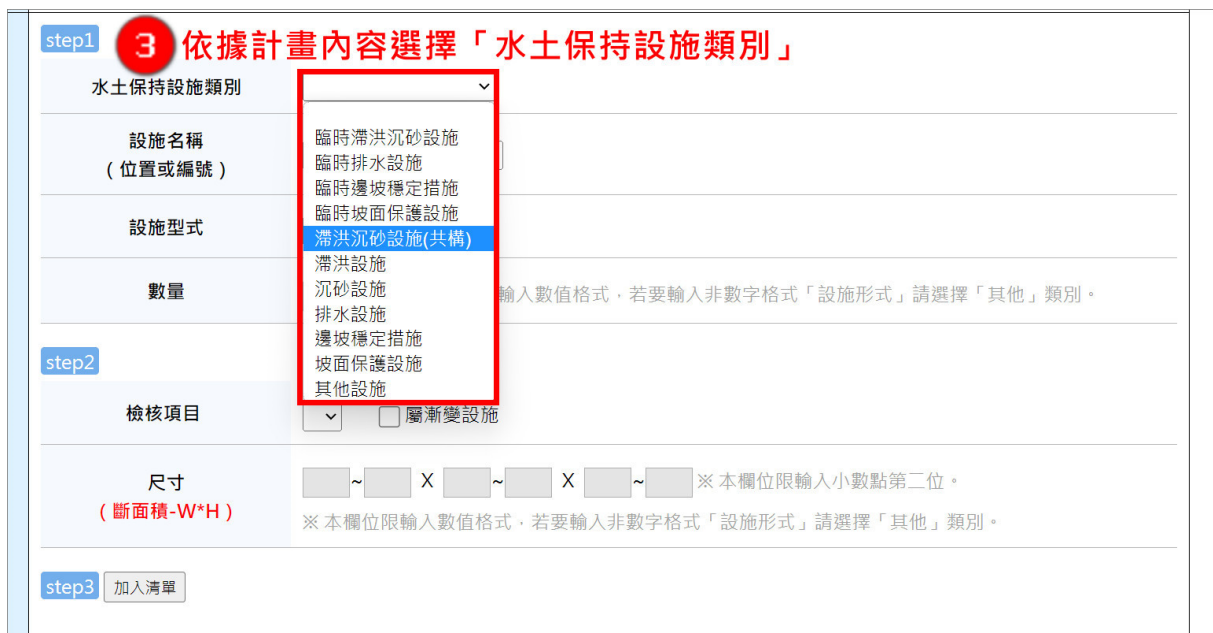 step1
3 依據計畫內容選擇「水土保持設施類別」
水土保持設施類別
臨時滯洪沉砂設施
臨時排水設施
臨時邊坡穩定措施
臨時坡面保護設施
滯洪沉砂設施(共構)
滯洪設施
沉砂設施
排水設施
邊坡穩定措施
坡面保護設施
其他設施
設施名稱
(位置或編號)
設施型式
數量
輸入數值格式,若要輸入非數字格式「設施形式」請選擇「其他」類別。
step2
檢核項目
屬漸變設施
尺寸
(斷面積-W*H)
~ X ~ X ~ ※本欄位限輸入小數點第二位。
※本欄位限輸入數值格式,若要輸入非數字格式「設施形式」請選擇「其他」類別。
step3 加入清單